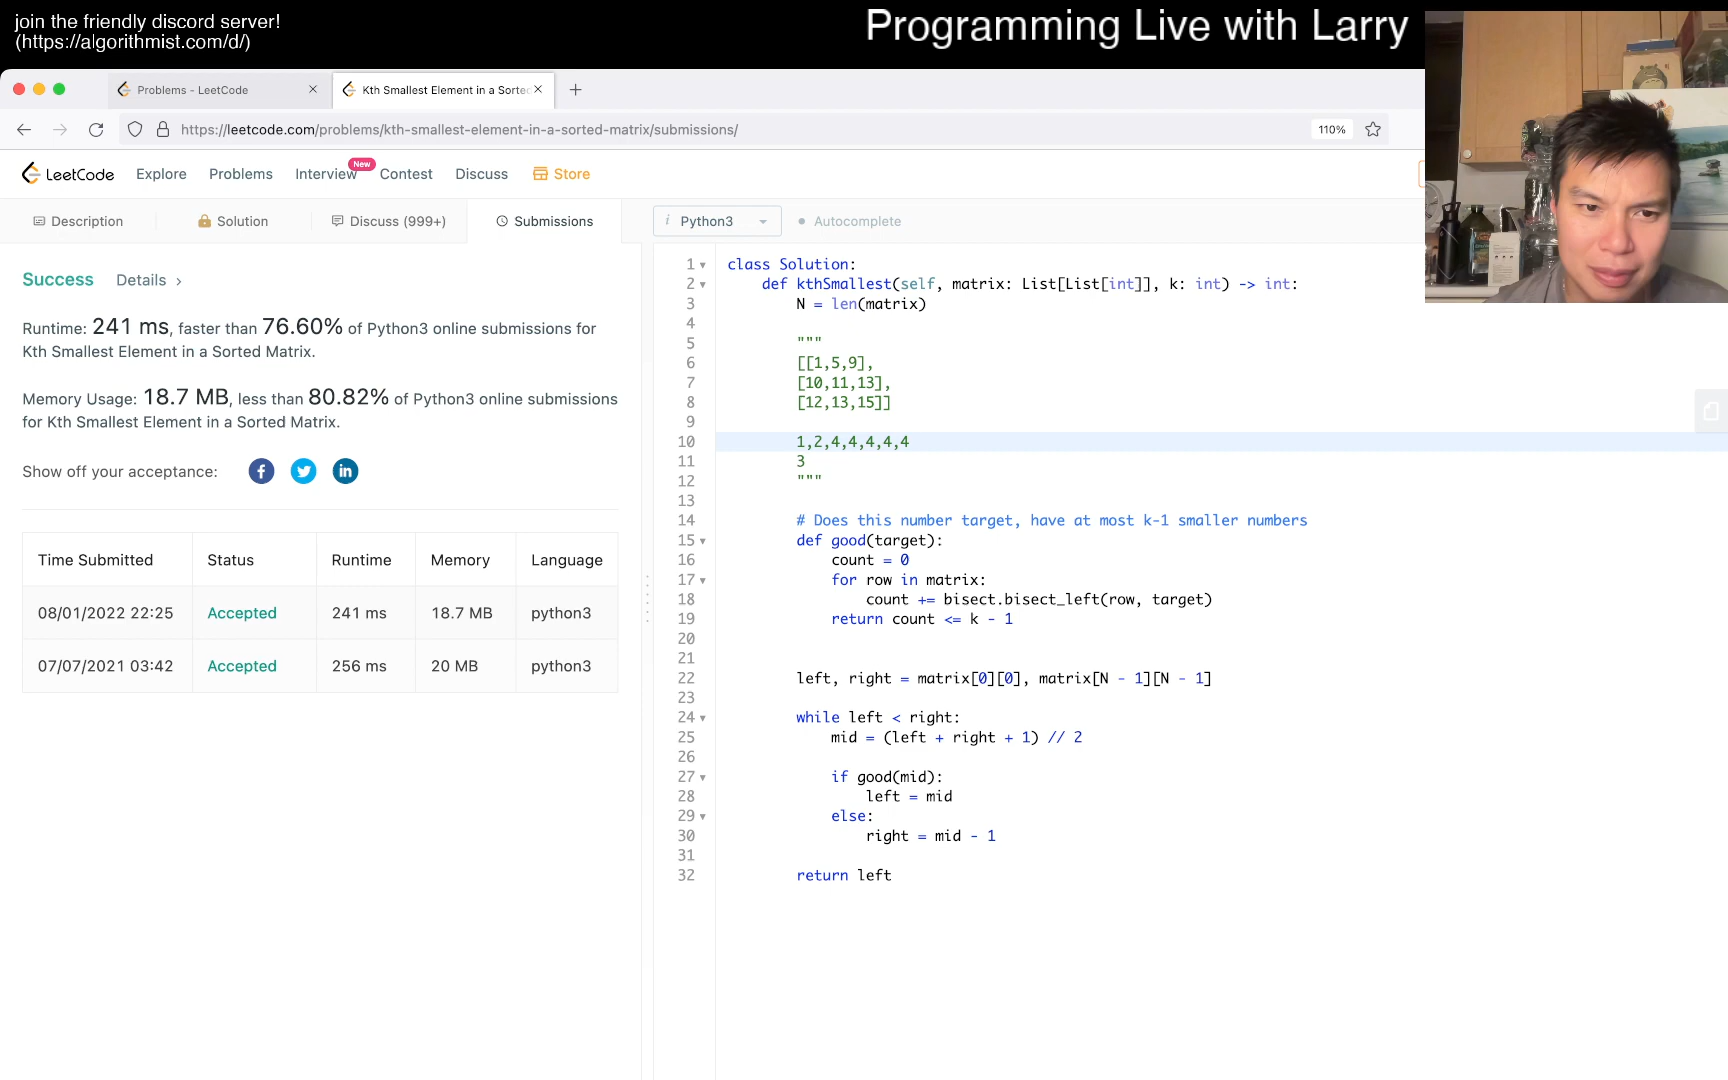 join the friendly discord server!
(https://algorithmist.com/d/)
Programming Live with Larry
Problems - LeetCode
Kth Smallest Element in a Sorte
https://leetcode.com/problems/kth-smallest-element-in-a-sorted-matrix/submissions/
110%
LeetCode
Explore
Problems
Interview
New
Contest
Discuss
Store
Description
Solution
Discuss (999+)
Submissions
i Python3
Autocomplete
Success
Details
Runtime: 241 ms, faster than 76.60% of Python3 online submissions for
Kth Smallest Element in a Sorted Matrix.
Memory Usage: 18.7 MB, less than 80.82% of Python3 online submissions
for Kth Smallest Element in a Sorted Matrix.
Show off your acceptance:
Time Submitted Status Runtime Memory Language
08/01/2022 22:25 Accepted 241 ms 18.7 MB python3
07/07/2021 03:42 Accepted 256 ms 20 MB python3
1 class Solution:
2 def kthSmallest(self, matrix: List[List[int]], k: int) -> int:
3 N = len(matrix)
4
5 """
6 [[1,5,9],
7 [10,11,13],
8 [12,13,15]]
9
10 1,2,4,4,4,4,4
11 3
12 """
13
14 # Does this number target, have at most k-1 smaller numbers
15 def good(target):
16 count = 0
17 for row in matrix:
18 count += bisect.bisect_left(row, target)
19 return count <= k - 1
20
21
22 left, right = matrix[0][0], matrix[N - 1][N - 1]
23
24 while left < right:
25 mid = (left + right + 1) // 2
26
27 if good(mid):
28 left = mid
29 else:
30 right = mid - 1
31
32 return left